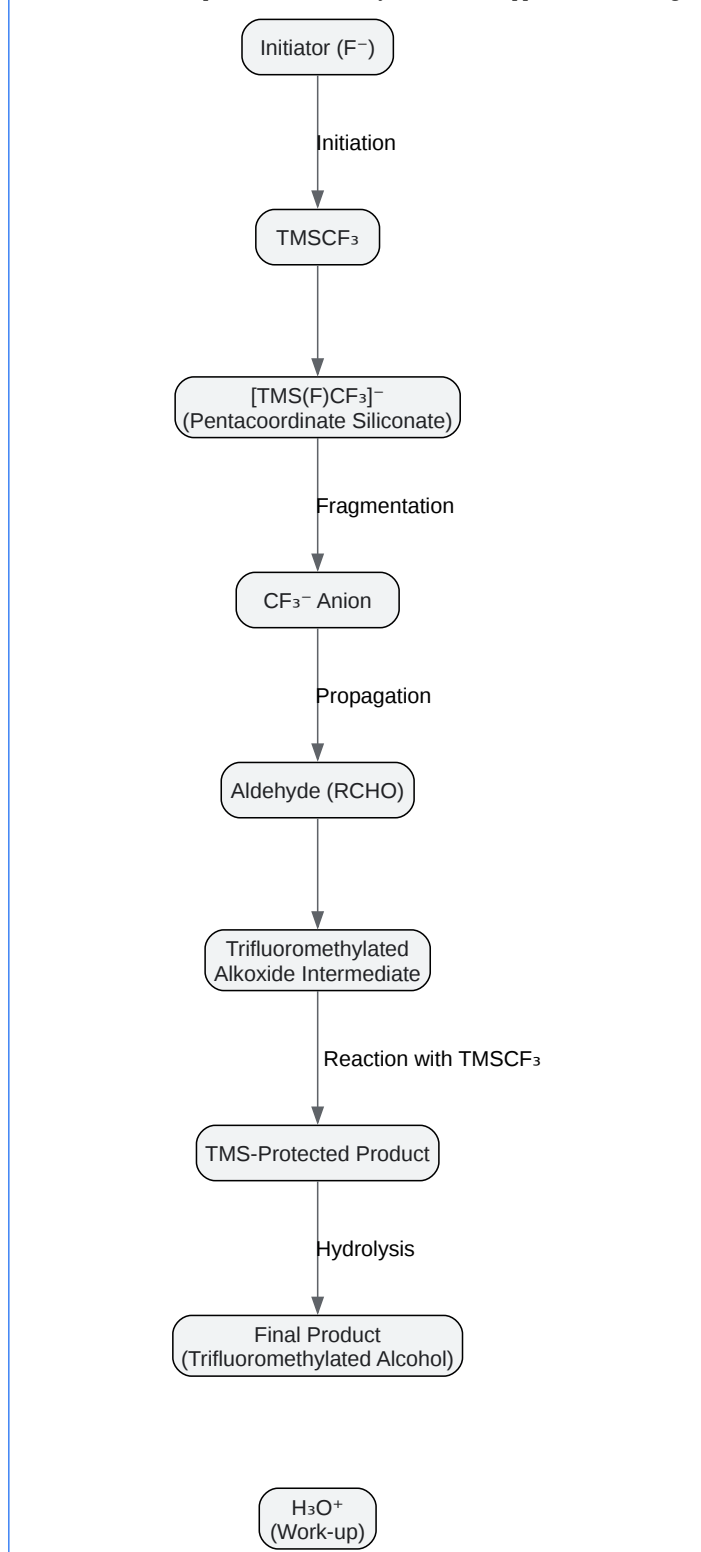 Initiator (F⁻)
Initiation
TMSCF₃
[TMS(F)CF₃]⁻
(Pentacoordinate Siliconate)
Fragmentation
CF₃⁻ Anion
Propagation
Aldehyde (RCHO)
Trifluoromethylated
Alkoxide Intermediate
Reaction with TMSCF₃
TMS-Protected Product
Hydrolysis
Final Product
(Trifluoromethylated Alcohol)
H₃O⁺
(Work-up)